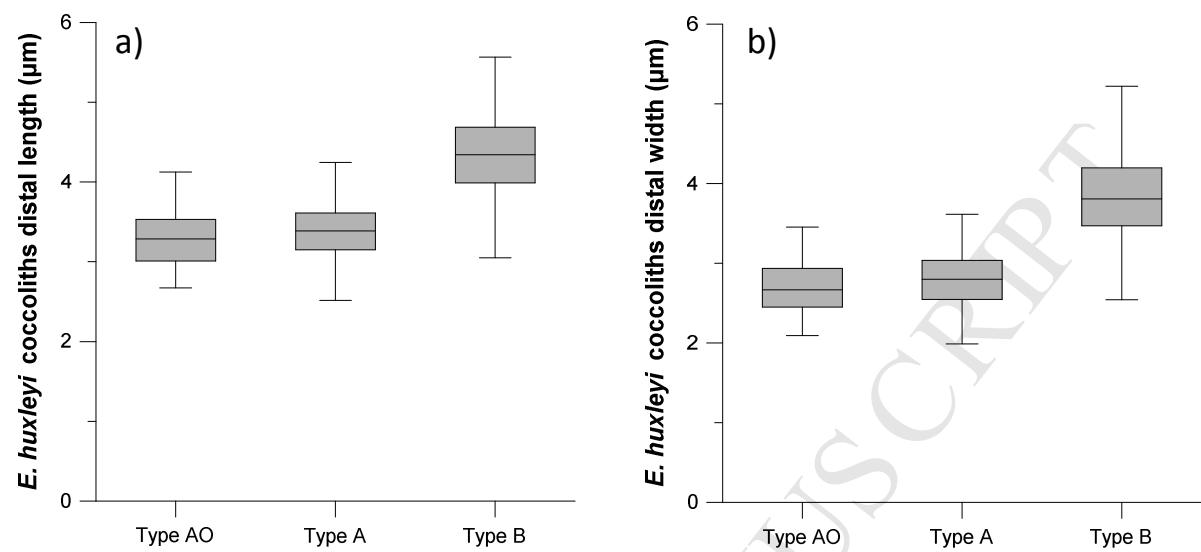 a)
E. huxleyi coccoliths distal length (µm)
6
4
2
0
Type AO
Type A
Type B
b)
E. huxleyi coccoliths distal width (µm)
6
4
2
0
Type AO
Type A
Type B
USCRIPT